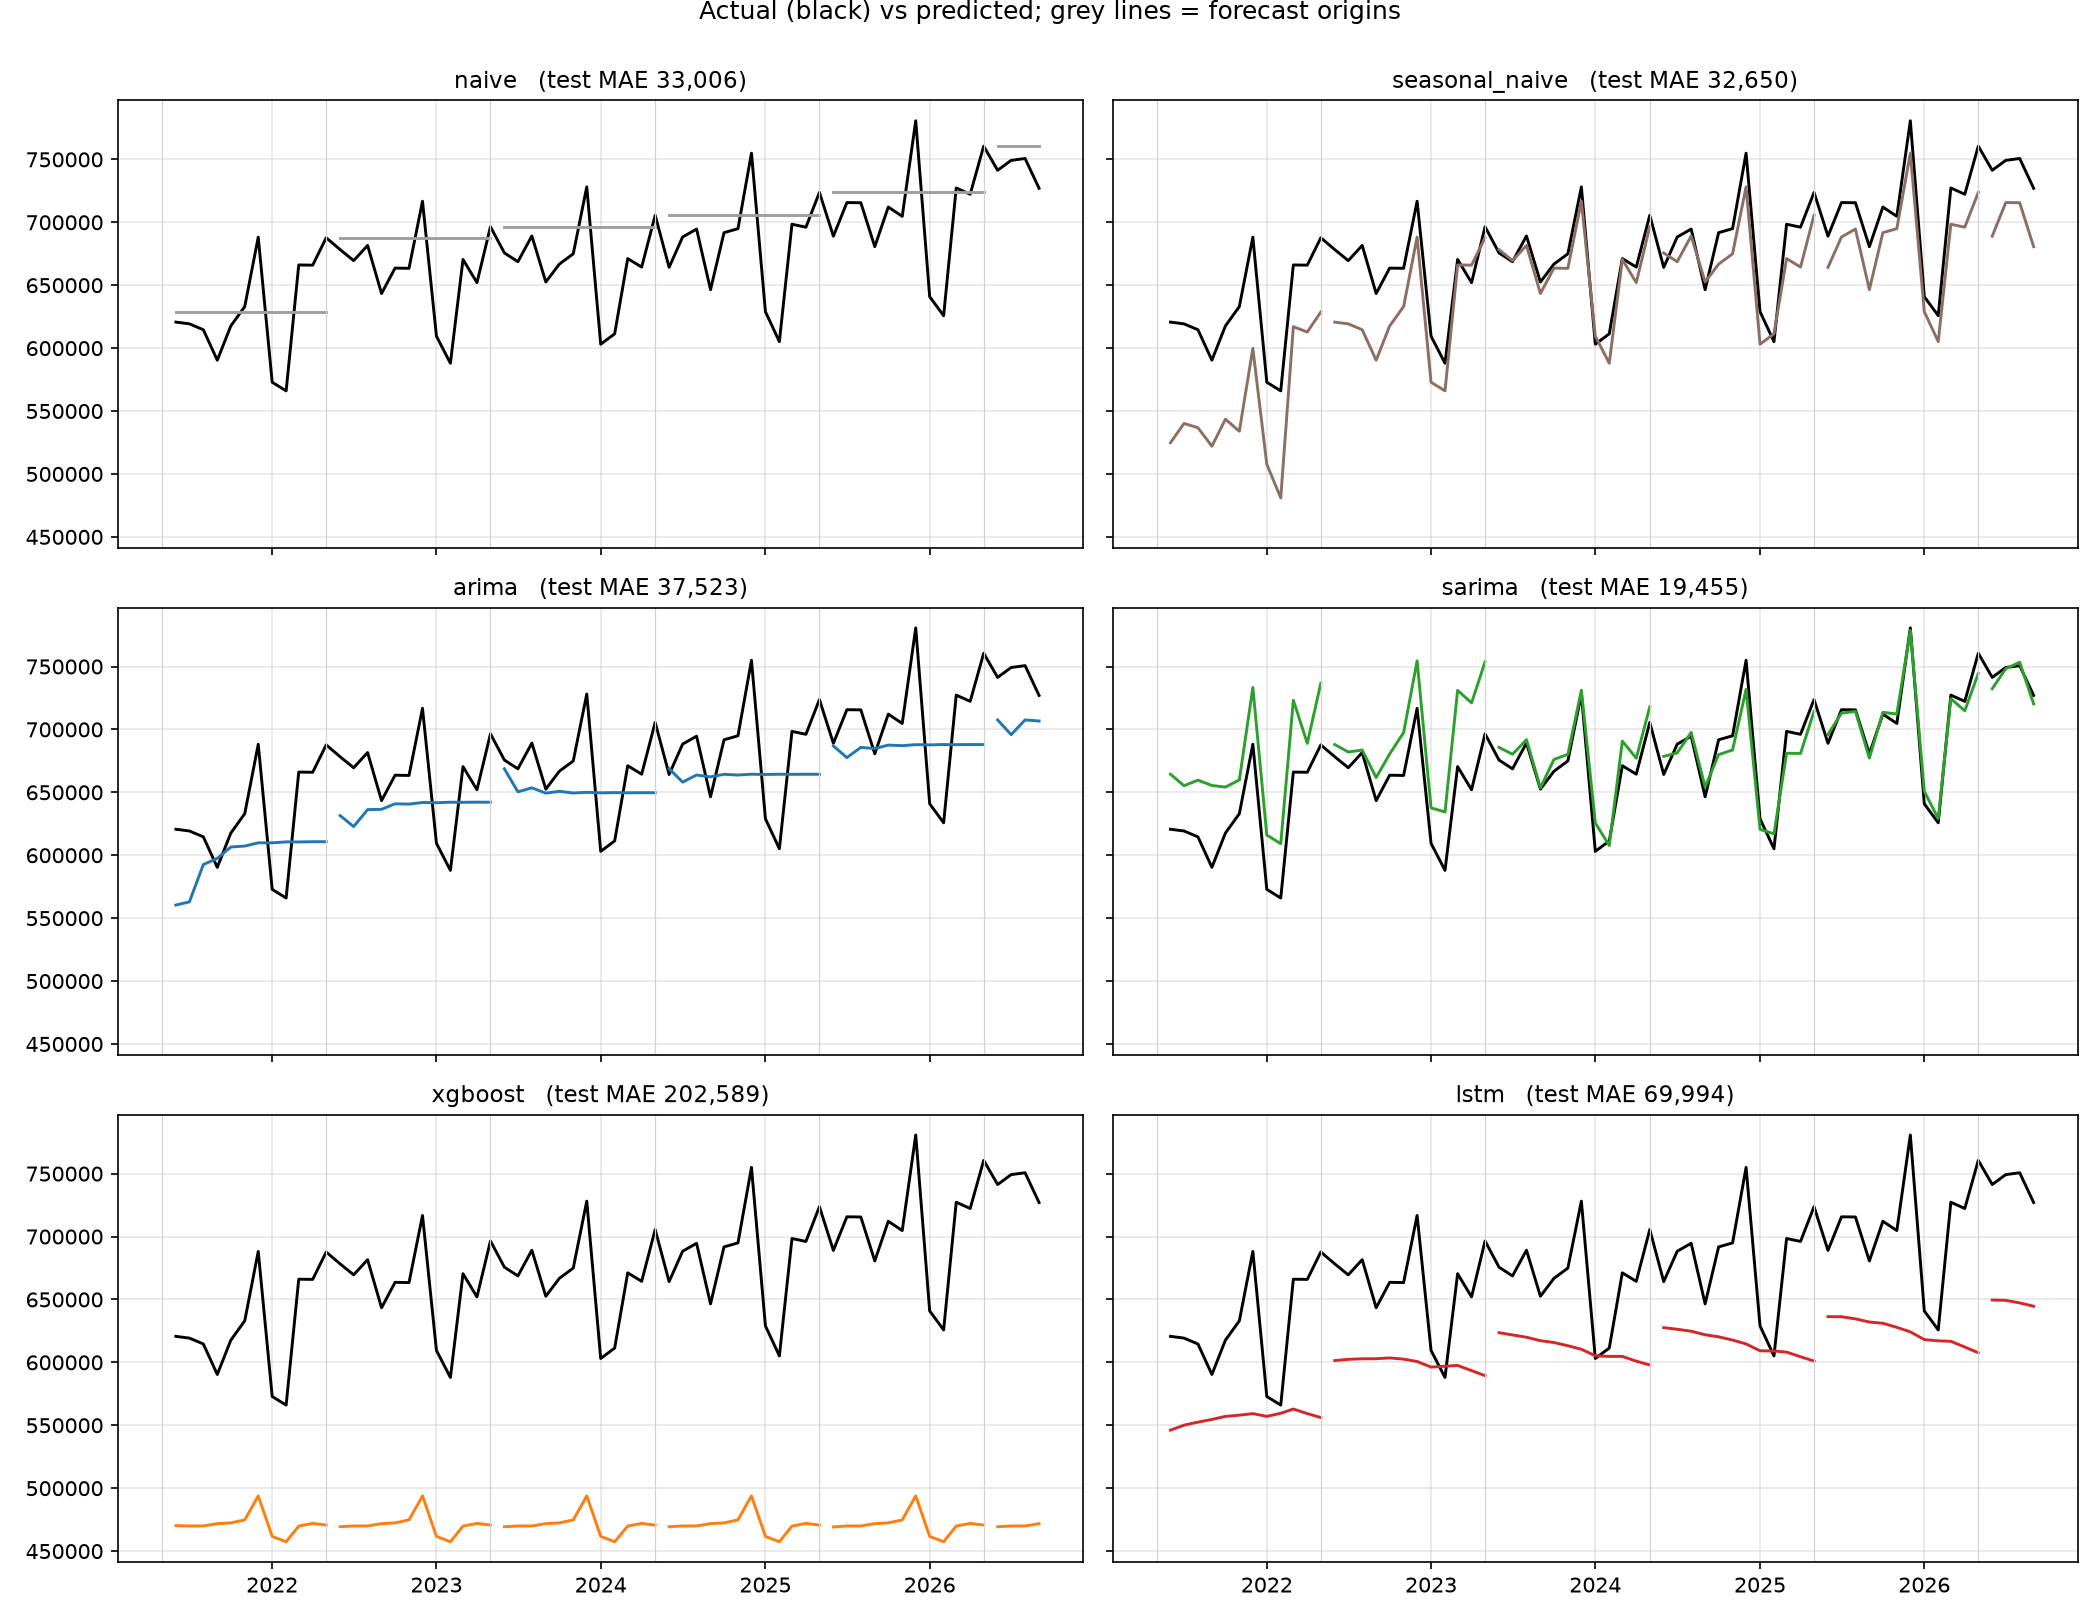 Actual (black) vs predicted; grey lines = forecast origins
naive (test MAE 33,006)
seasonal_naive (test MAE 32,650)
750000
700000
650000
600000
550000
500000
450000
arima (test MAE 37,523)
sarima (test MAE 19,455)
750000
700000
650000
600000
550000
500000
450000
xgboost (test MAE 202,589)
lstm (test MAE 69,994)
750000
700000
650000
600000
550000
500000
450000
2022 2023 2024 2025 2026
2022 2023 2024 2025 2026